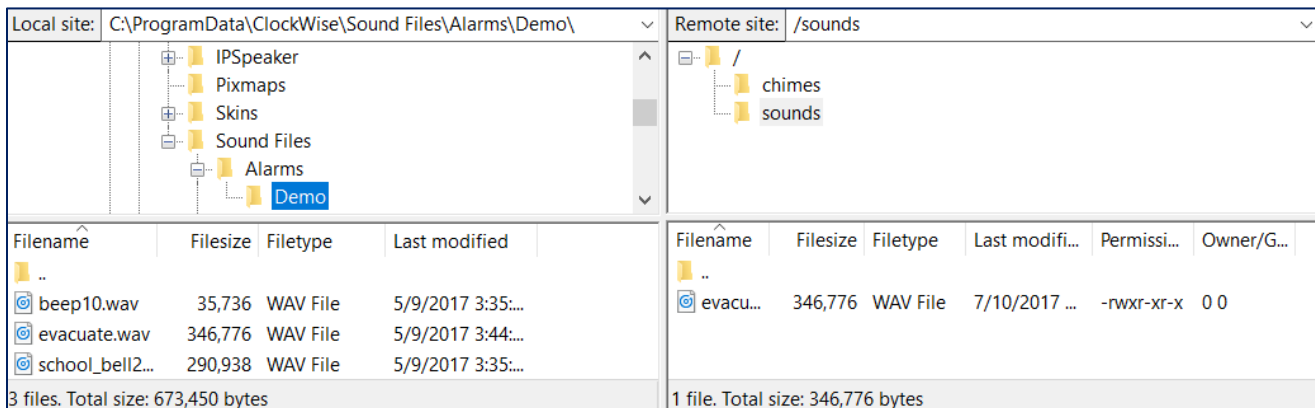 Local site: C:\ProgramData\ClockWise\Sound Files\Alarms\Demo\
IPSpeaker
Pixmaps
Skins
Sound Files
Alarms
Demo
Filename Filesize Filetype Last modified
..
beep10.wav 35,736 WAV File 5/9/2017 3:35:...
evacuate.wav 346,776 WAV File 5/9/2017 3:44:...
school_bell2... 290,938 WAV File 5/9/2017 3:35:...
3 files. Total size: 673,450 bytes
Remote site: /sounds
/
chimes
sounds
Filename Filesize Filetype Last modifi... Permissi... Owner/G...
..
evacu... 346,776 WAV File 7/10/2017 ... -rwxr-xr-x 0 0
1 file. Total size: 346,776 bytes